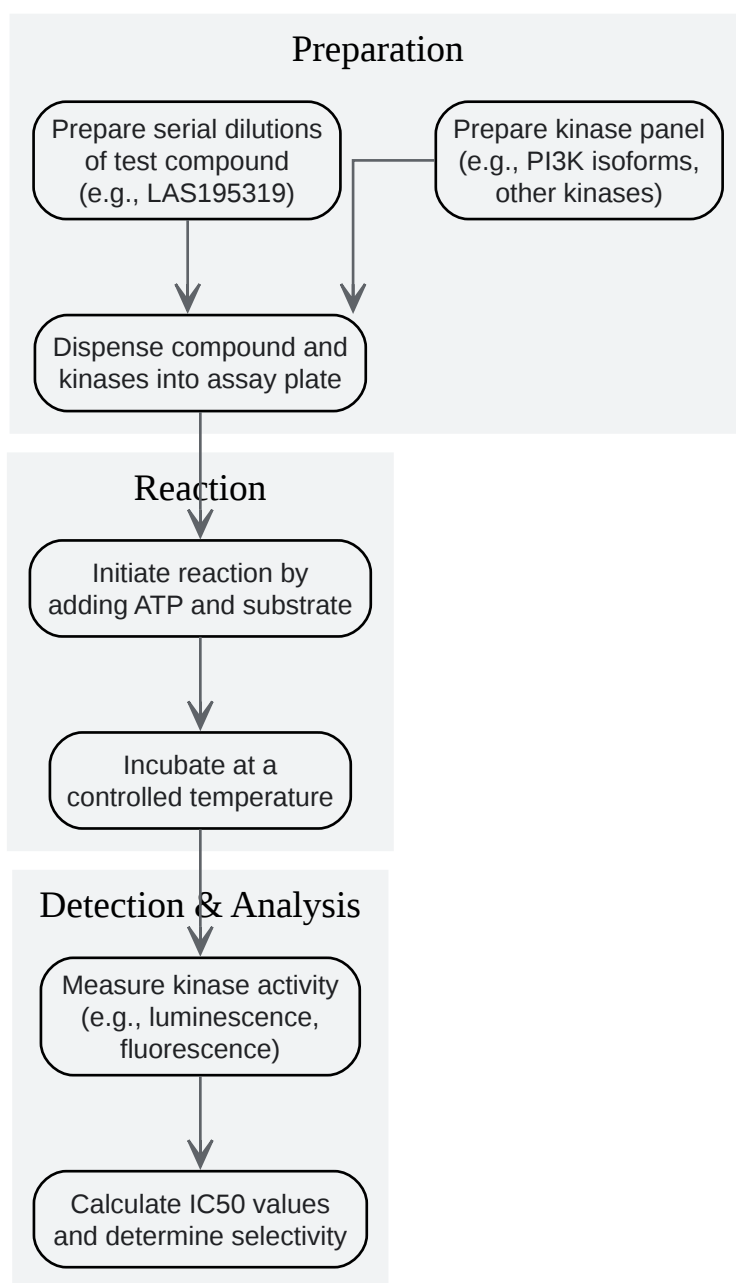 Preparation
Prepare serial dilutions
of test compound
(e.g., LAS195319)
Prepare kinase panel
(e.g., PI3K isoforms,
other kinases)
Dispense compound and
kinases into assay plate
Reaction
Initiate reaction by
adding ATP and substrate
Incubate at a
controlled temperature
Detection & Analysis
Measure kinase activity
(e.g., luminescence,
fluorescence)
Calculate IC50 values
and determine selectivity